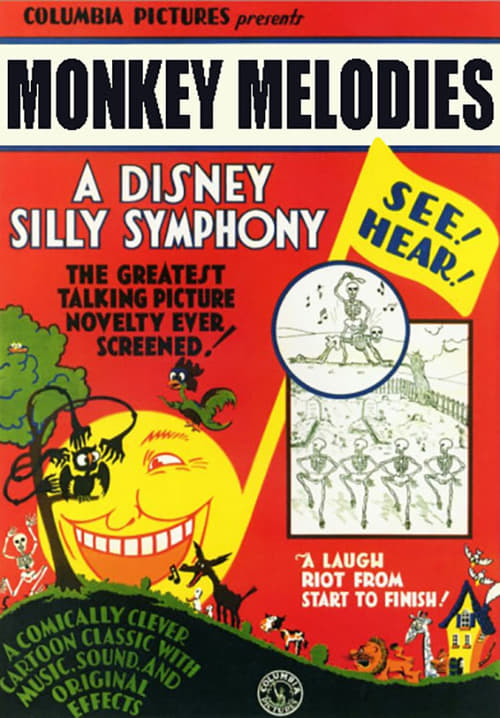 COLUMBIA PICTURES presents
MONKEY MELODIES
A DISNEY
SILLY SYMPHONY
SEE!
HEAR!
THE GREATEST
TALKING PICTURE
NOVELTY EVER
SCREENED!
A LAUGH
RIOT FROM
START TO FINISH!
A COMICALLY CLEVER
CARTOON CLASSIC WITH
MUSIC, SOUND, AND
ORIGINAL
EFFECTS
COLUMBIA
PICTURES